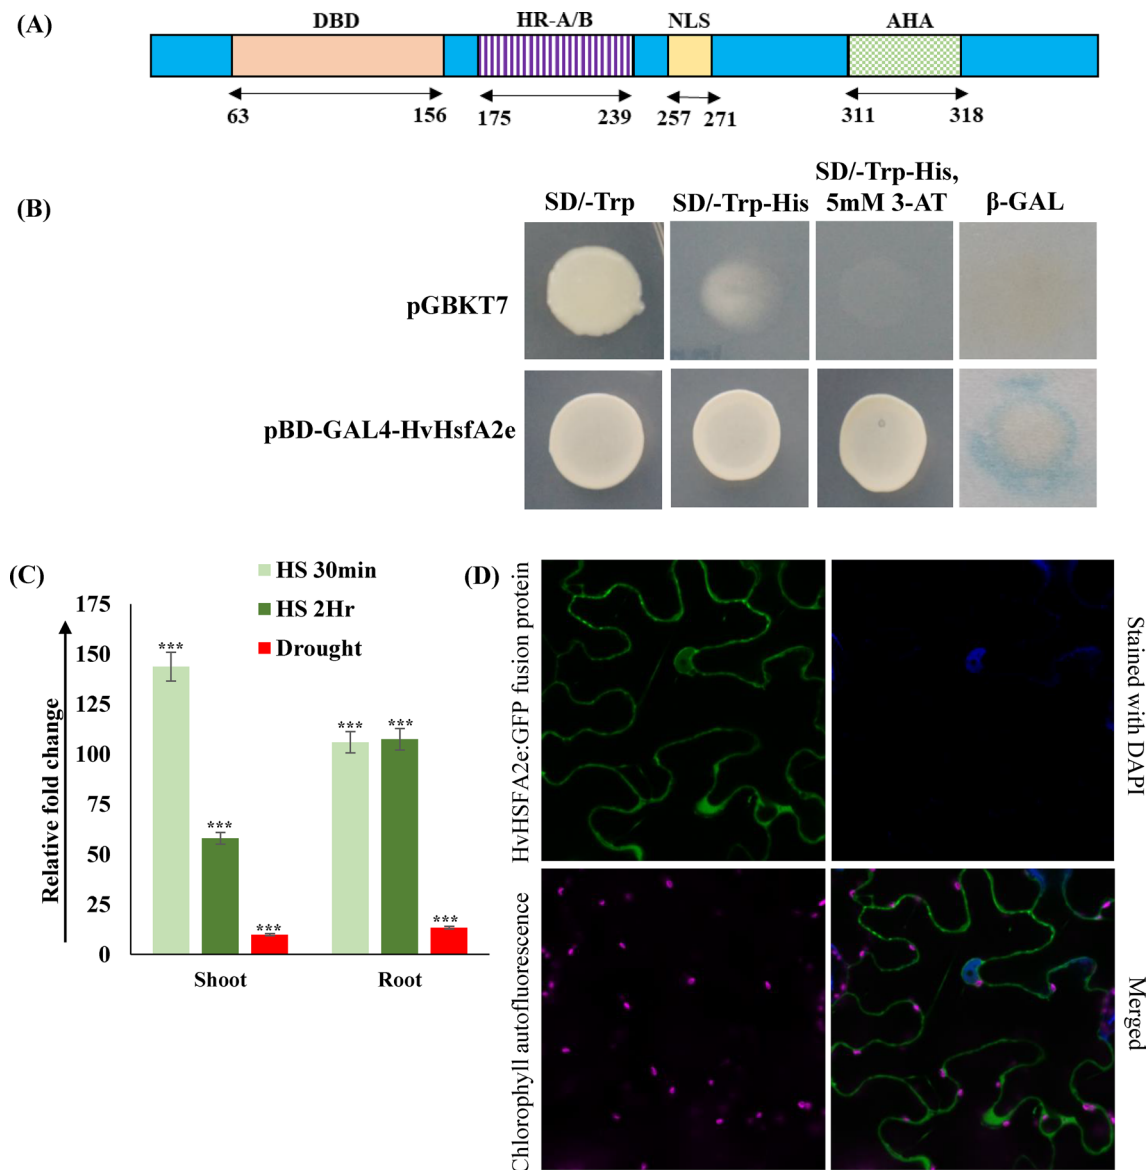 (A)
DBD HR-A/B NLS AHA
63 156 175 239 257 271 311 318
(B)
SD/-Trp SD/-Trp-His SD/-Trp-His, 5mM 3-AT β-GAL
pGBKT7
pBD-GAL4-HvHsfA2e
(C)
HS 30min
HS 2Hr
Drought
Relative fold change
175
150
125
100
75
50
25
0
***
***
***
***
***
***
Shoot Root
(D)
HvHSFA2e:GFP fusion protein
Stained with DAPI
Chlorophyll autofluorescence
Merged